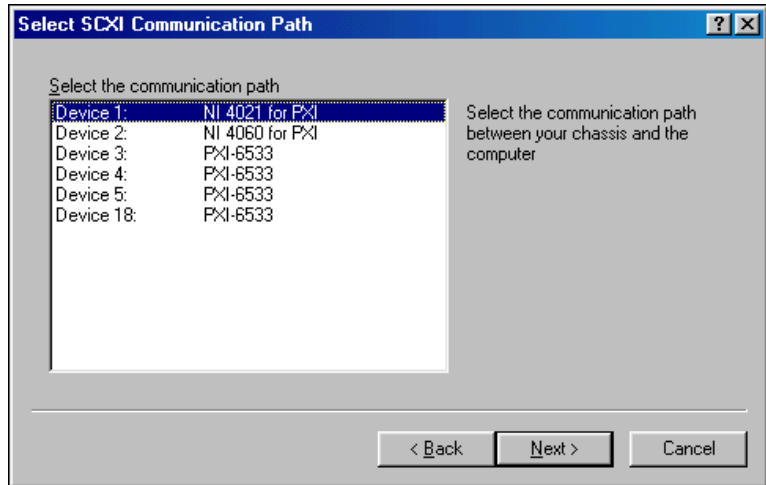 Select SCXI Communication Path
Select the communication path
Device 1: NI 4021 for PXI
Device 2: NI 4060 for PXI
Device 3: PXI-6533
Device 4: PXI-6533
Device 5: PXI-6533
Device 18: PXI-6533
Select the communication path
between your chassis and the
computer
< Back
Next >
Cancel